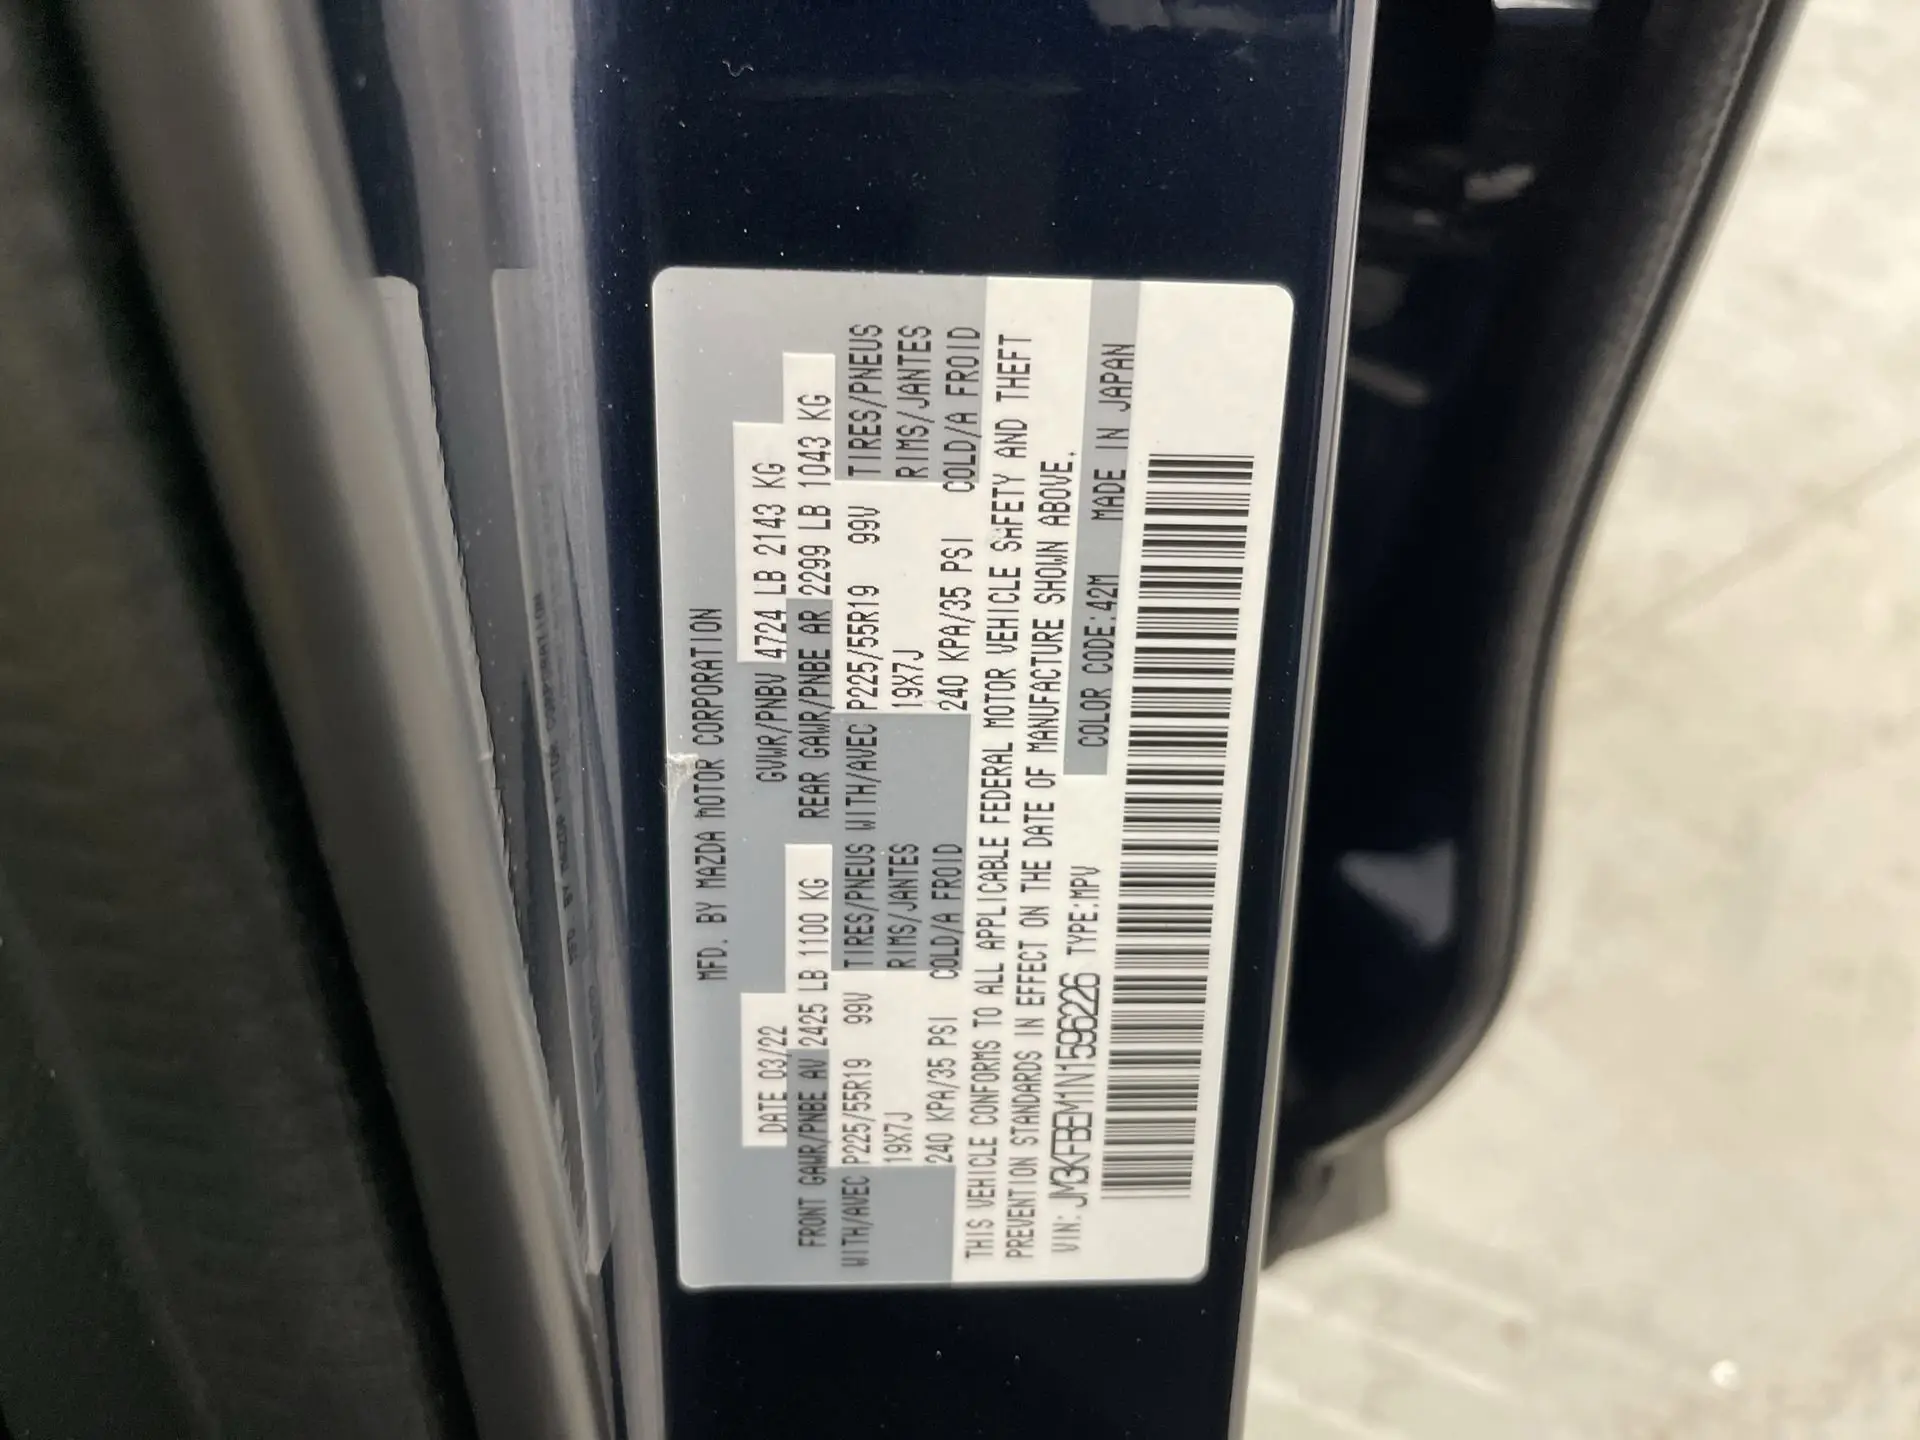 MFD. BY MAZDA MOTOR CORPORATION
DATE 03/22 GVWR/PNBV 4724 LB 2143 KG
FRONT GAWR/PNBE AV 2425 LB 1100 KG REAR GAWR/PNBE AR 2299 LB 1043 KG
WITH/AVEC P225/55R19 99V TIRES/PNEUS WITH/AVEC P225/55R19 99V TIRES/PNEUS
19X7J RIMS/JANTES 19X7J RIMS/JANTES
240 KPA/35 PSI COLD/A FROID 240 KPA/35 PSI COLD/A FROID
THIS VEHICLE CONFORMS TO ALL APPLICABLE FEDERAL MOTOR VEHICLE SAFETY AND THEFT
PREVENTION STANDARDS IN EFFECT ON THE DATE OF MANUFACTURE SHOWN ABOVE.
VIN: JM3KFBEM1N1596226 TYPE:MPV COLOR CODE:42M MADE IN JAPAN